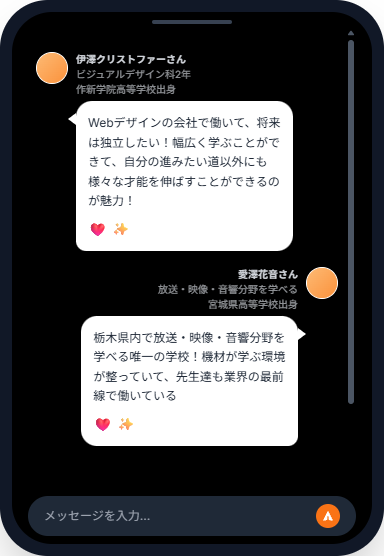 伊澤クリストファーさん
ビジュアルデザイン科2年
作新学院高等学校出身
Webデザインの会社で働いて、将来
は独立したい！幅広く学ぶことがで
きて、自分の進みたい道以外にも
様々な才能を伸ばすことができるの
が魅力！
愛澤花音さん
放送・映像・音響分野を学べる
宮城県高等学校出身
栃木県内で放送・映像・音響分野を
学べる唯一の学校！機材が学ぶ環境
が整っていて、先生達も業界の最前
線で働いている
メッセージを入力...